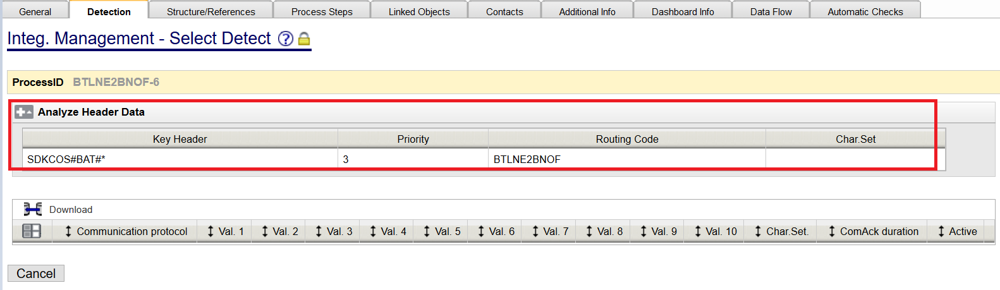 General Detection Structure/References Process Steps Linked Objects Contacts Additional Info Dashboard Info Data Flow Automatic Checks
Integ. Management - Select Detect ?
ProcessID BTLNE2BNOF-6
Analyze Header Data
Key Header Priority Routing Code Char.Set
SDKCOS#BAT#* 3 BTLNE2BNOF
Download
Communication protocol Val. 1 Val. 2 Val. 3 Val. 4 Val. 5 Val. 6 Val. 7 Val. 8 Val. 9 Val. 10 Char.Set. ComAck duration Active
Cancel